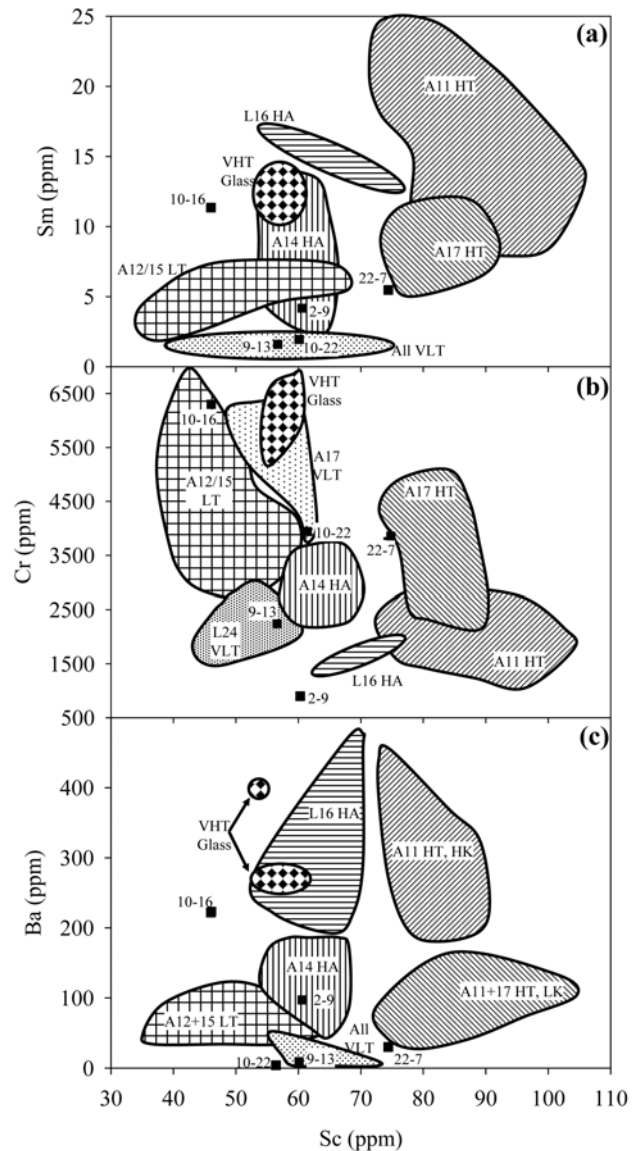 (a)
25
20
15
10
5
0
Sm (ppm)
A11 HT
L16 HA
VHT
Glass
10-16
A14 HA
A17 HT
A12/15 LT
22-7
2-9
9-13
10-22
All VLT
(b)
6500
5500
4500
3500
2500
1500
500
Cr (ppm)
VHT
Glass
10-16
A12/15
LT
A17
VLT
A17 HT
10-22
22-7
A14 HA
9-13
L24
VLT
A11 HT
L16 HA
2-9
(c)
400
300
200
100
0
Ba (ppm)
L16 HA
VHT
Glass
A11 HT, HK
10-16
A14 HA
2-9
A11+17 HT, LK
A12+15 LT
All
VLT
10-22
9-13
22-7
30 40 50 60 70 80 90 100 110
Sc (ppm)